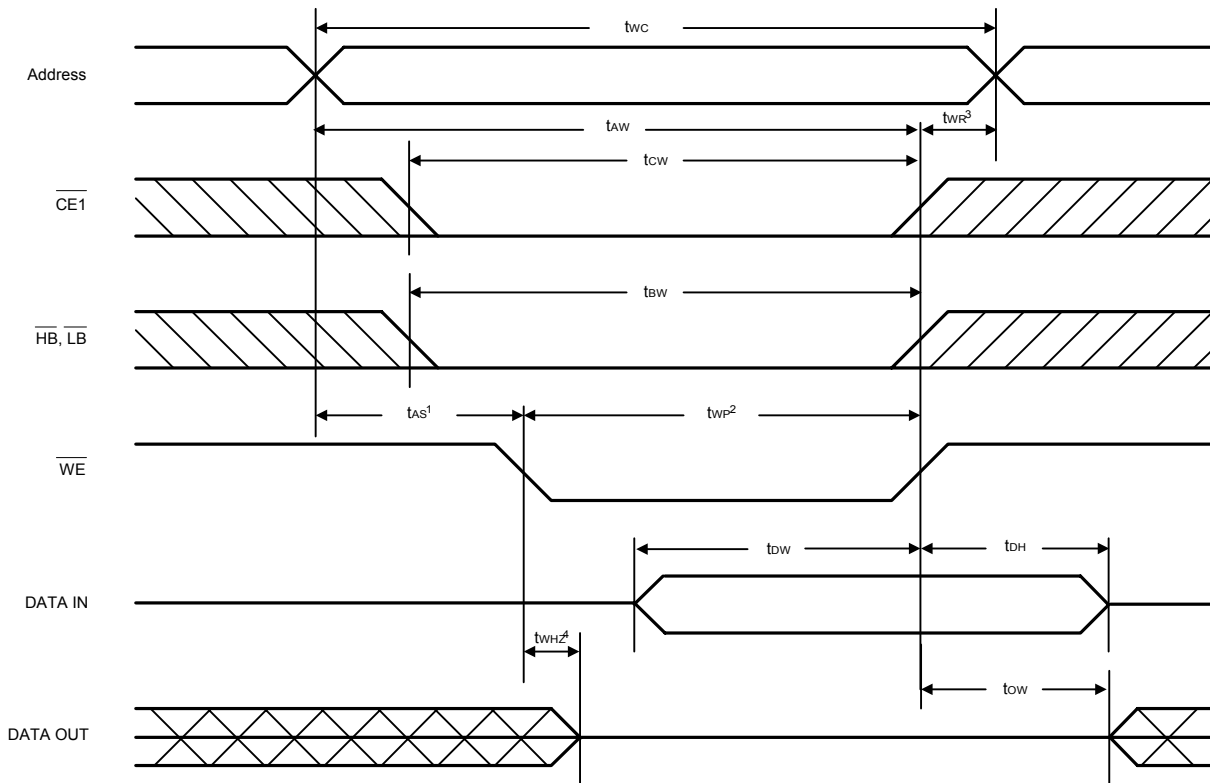 tWC
Address
tAW
tWR³
tCW
CE1
tBW
HB, LB
tAS¹
tWP²
WE
tDW
tDH
DATA IN
tWHZ⁴
tOW
DATA OUT